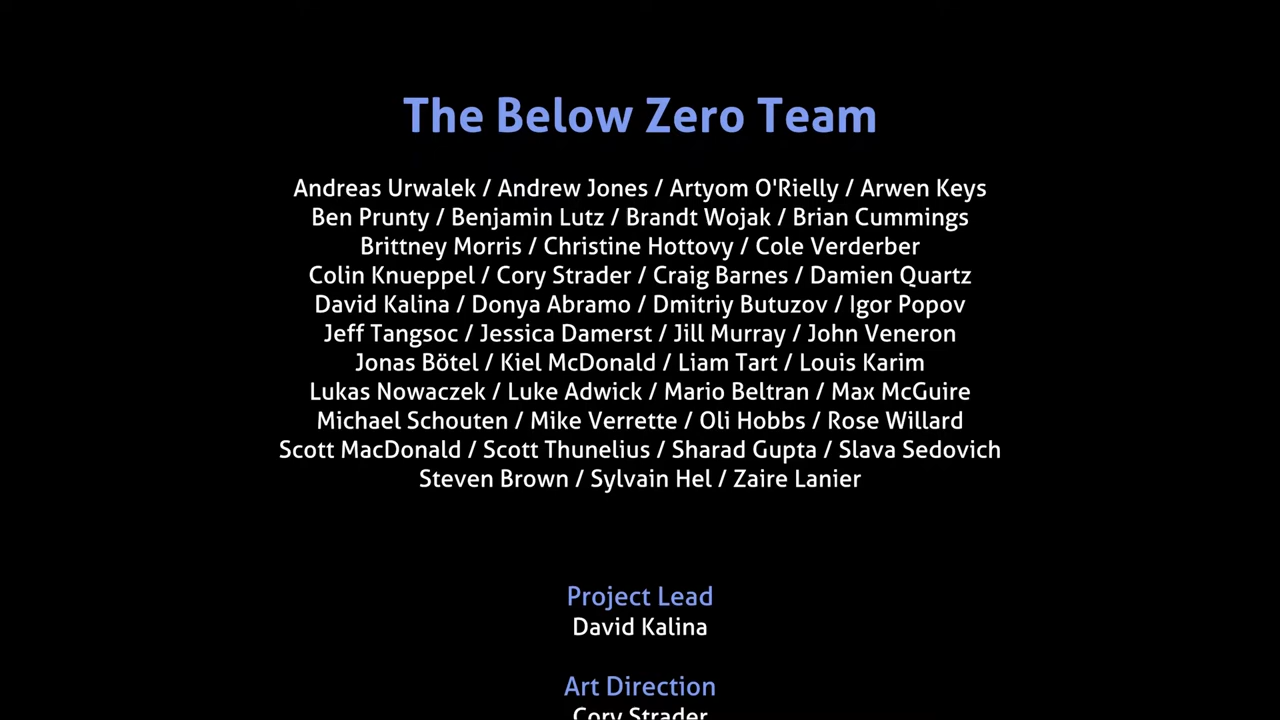 The Below Zero Team
Andreas Urwalek / Andrew Jones / Artyom O'Rielly / Arwen Keys
Ben Prunty / Benjamin Lutz / Brandt Wojak / Brian Cummings
Brittney Morris / Christine Hottovy / Cole Verderber
Colin Knueppel / Cory Strader / Craig Barnes / Damien Quartz
David Kalina / Donya Abramo / Dmitriy Butuzov / Igor Popov
Jeff Tangsoc / Jessica Damerst / Jill Murray / John Veneron
Jonas Bötel / Kiel McDonald / Liam Tart / Louis Karim
Lukas Nowaczek / Luke Adwick / Mario Beltran / Max McGuire
Michael Schouten / Mike Verrette / Oli Hobbs / Rose Willard
Scott MacDonald / Scott Thunelius / Sharad Gupta / Slava Sedovich
Steven Brown / Sylvain Hel / Zaire Lanier
Project Lead
David Kalina
Art Direction
Cory Strader